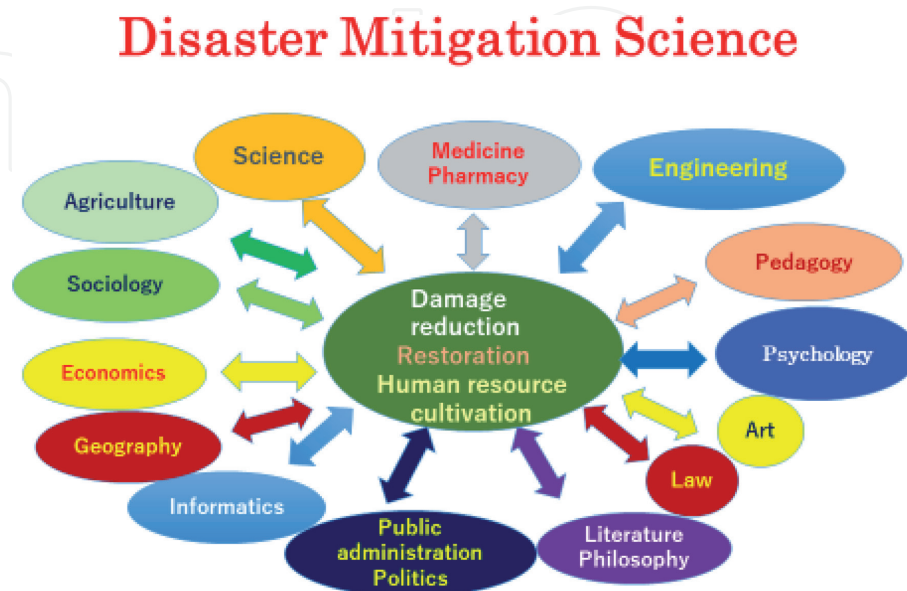 Disaster Mitigation Science
Science
Medicine
Pharmacy
Engineering
Agriculture
Sociology
Pedagogy
Damage
reduction
Restoration
Human resource
cultivation
Psychology
Economics
Art
Geography
Law
Informatics
Public
administration
Politics
Literature
Philosophy